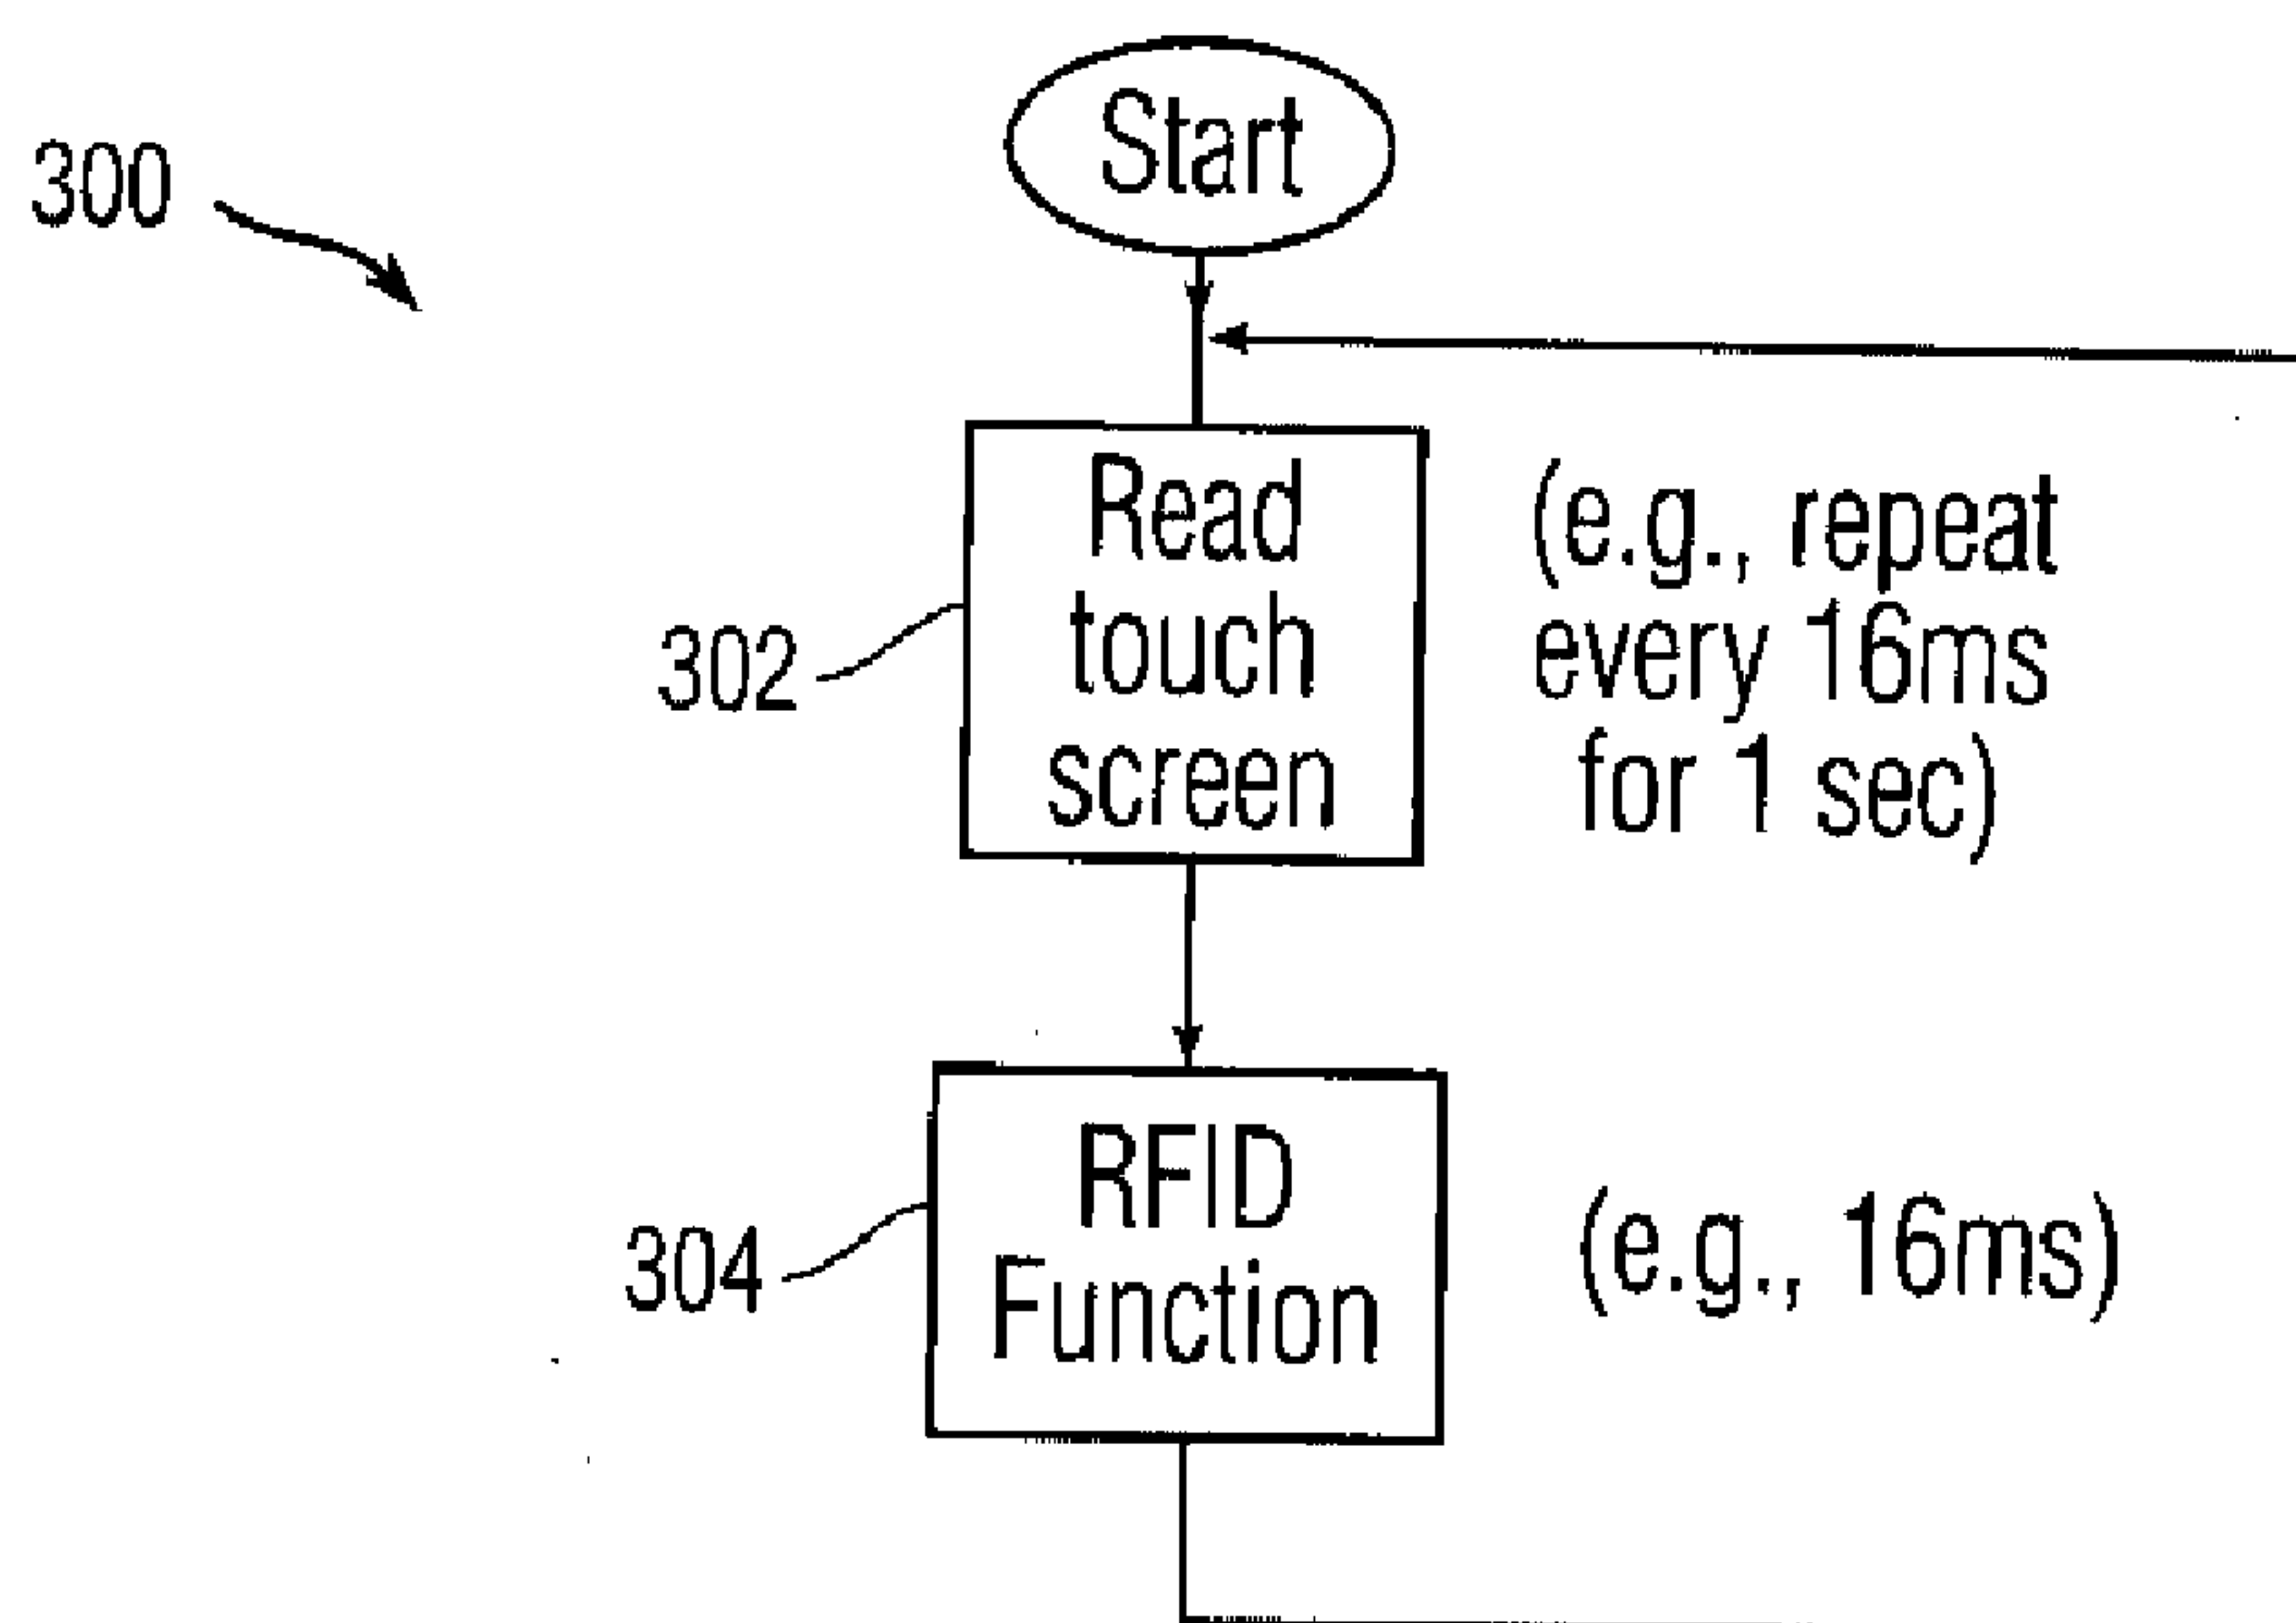 Start
300
Read
touch
screen
302
(e.g., repeat
every 16ms
for 1 sec)
RFID
Function
304
(e.g., 16ms)